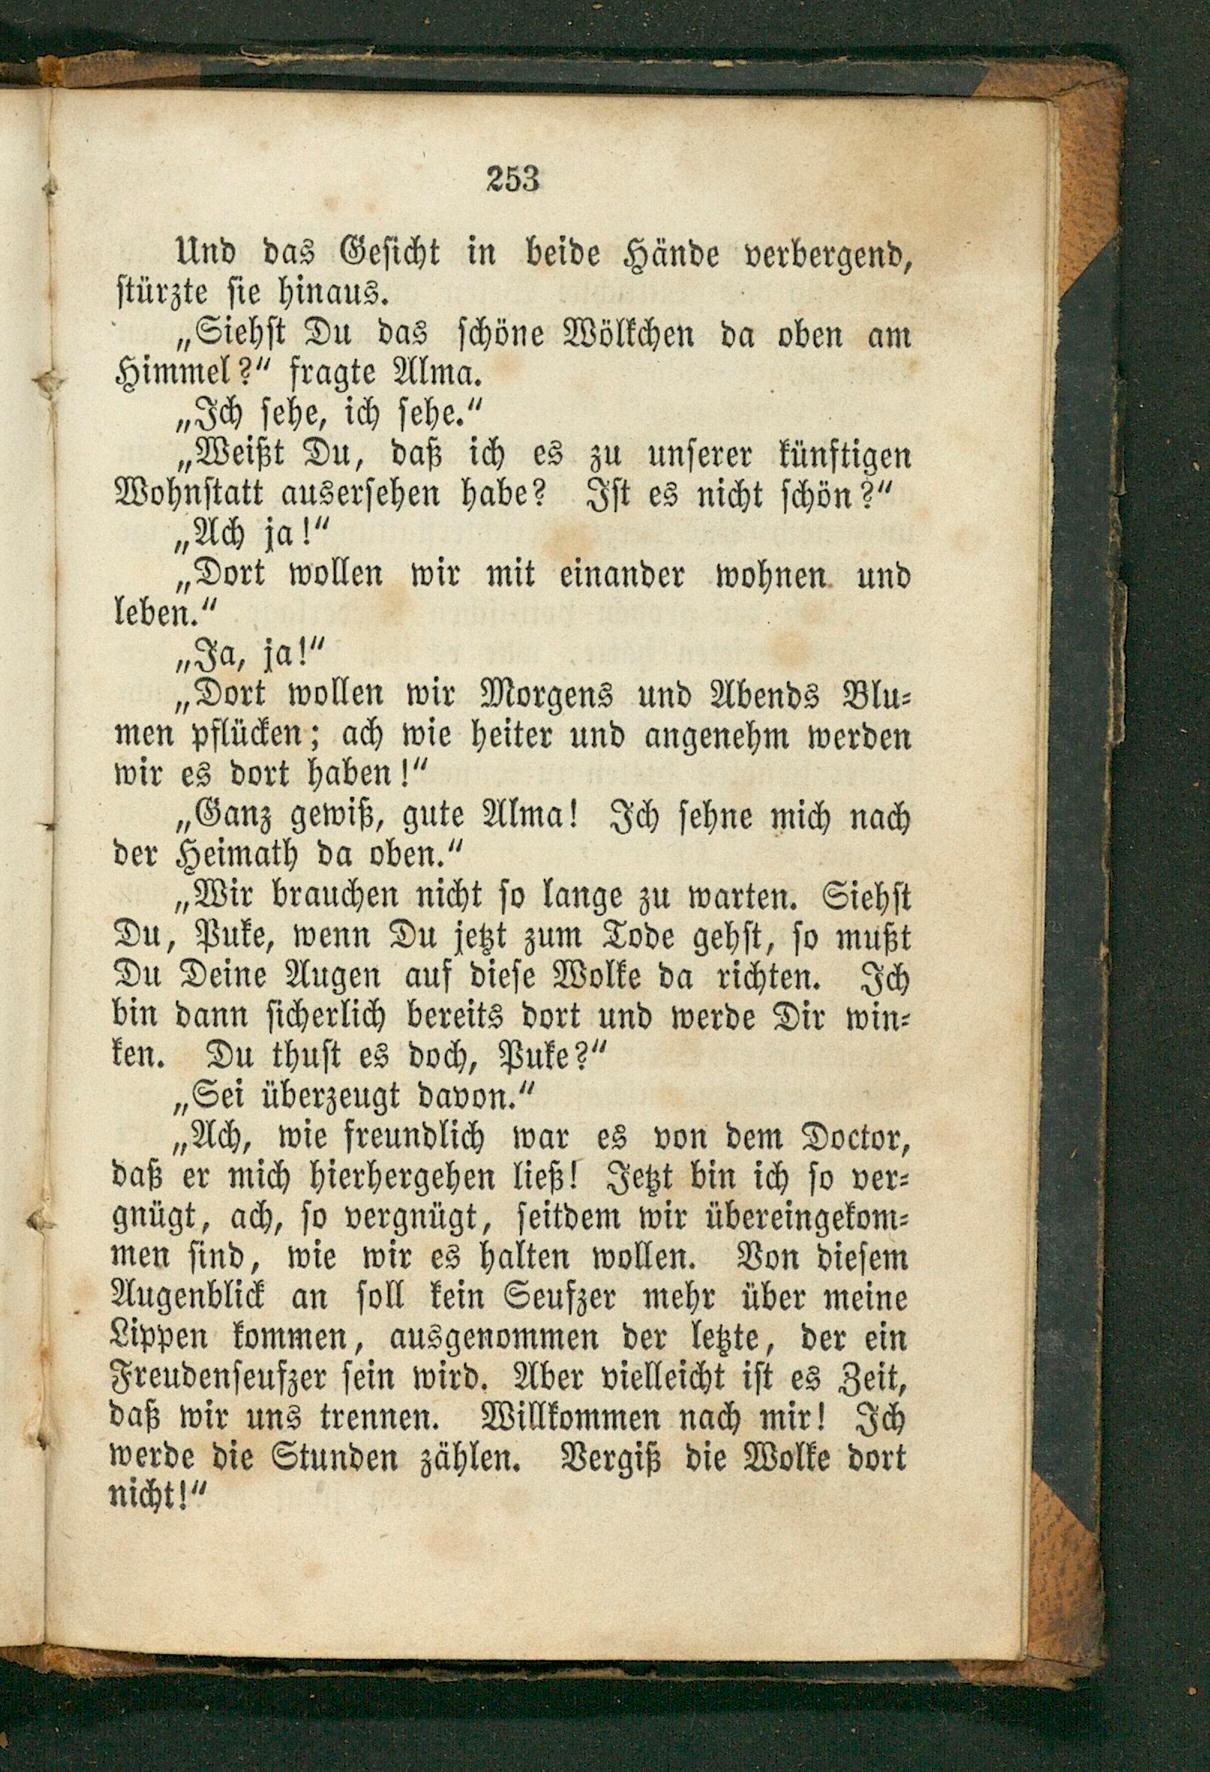 253
Und das Gesicht in beide Hände verbergend,
stürzte sie hinaus.
„Siehst Du das schöne Wölkchen da oben am
Himmel?“ fragte Alma.
„Ich sehe, ich sehe.“
„Weißt Du, daß ich es zu unserer künftigen
Wohnstatt ausersehen habe? Ist es nicht schön?“
„Ach ja!“
„Dort wollen wir mit einander wohnen und
leben.“
„Ja, ja!“
„Dort wollen wir Morgens und Abends Blu-
men pflücken; ach wie heiter und angenehm werden
wir es dort haben!“
„Ganz gewiß, gute Alma! Ich sehne mich nach
der Heimath da oben.“
„Wir brauchen nicht so lange zu warten. Siehst
Du, Puke, wenn Du jetzt zum Tode gehst, so mußt
Du Deine Augen auf diese Wolke da richten. Ich
bin dann sicherlich bereits dort und werde Dir win-
ken. Du thust es doch, Puke?“
„Sei überzeugt davon.“
„Ach, wie freundlich war es von dem Doctor,
daß er mich hierhergehen ließ! Jetzt bin ich so ver-
gnügt, ach, so vergnügt, seitdem wir übereingekom-
men sind, wie wir es halten wollen. Von diesem
Augenblick an soll kein Seufzer mehr über meine
Lippen kommen, ausgenommen der letzte, der ein
Freudenseufzer sein wird. Aber vielleicht ist es Zeit,
daß wir uns trennen. Willkommen nach mir! Ich
werde die Stunden zählen. Vergiß die Wolke dort
nicht!“